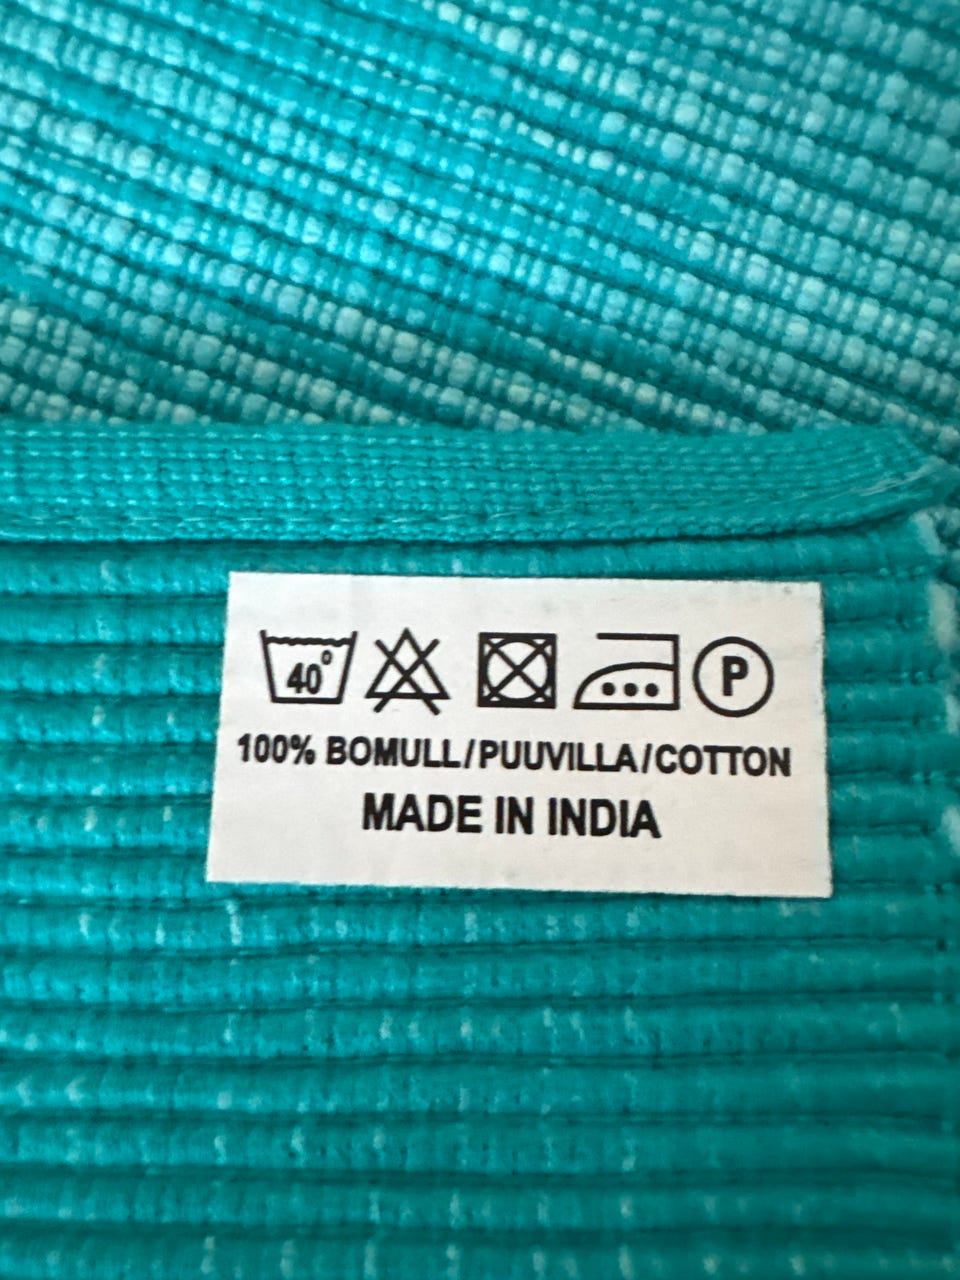 40°
P
100% BOMULL/PUUVILLA/COTTON
MADE IN INDIA